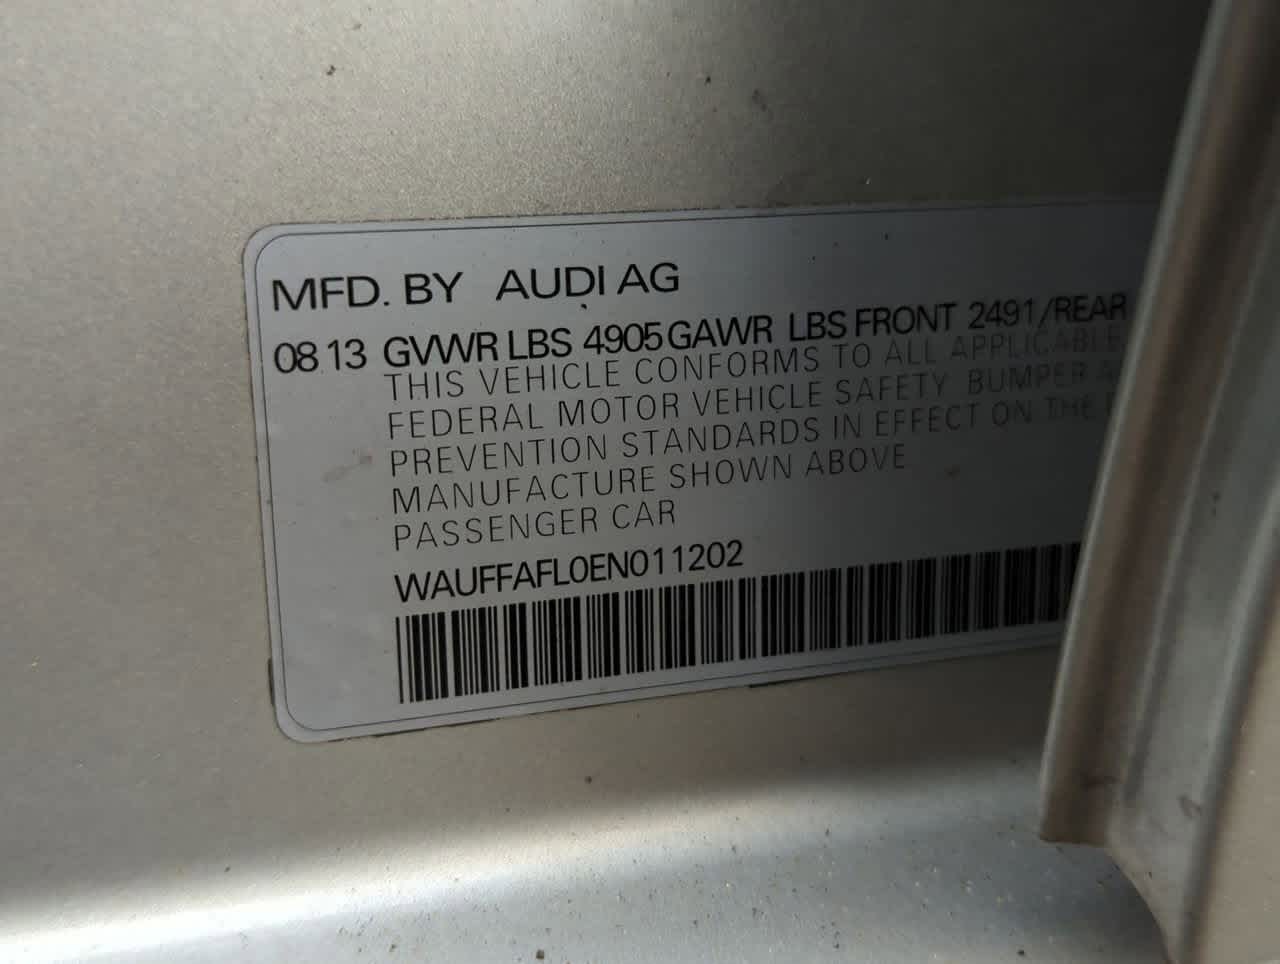 MFD. BY AUDI AG
08.13 GVWR LBS 4905 GAWR LBS FRONT 2491/REAR
THIS VEHICLE CONFORMS TO ALL APPLICABLE
FEDERAL MOTOR VEHICLE SAFETY BUMPER
PREVENTION STANDARDS IN EFFECT ON THE
MANUFACTURE SHOWN ABOVE
PASSENGER CAR
WAUFFAFL0EN011202